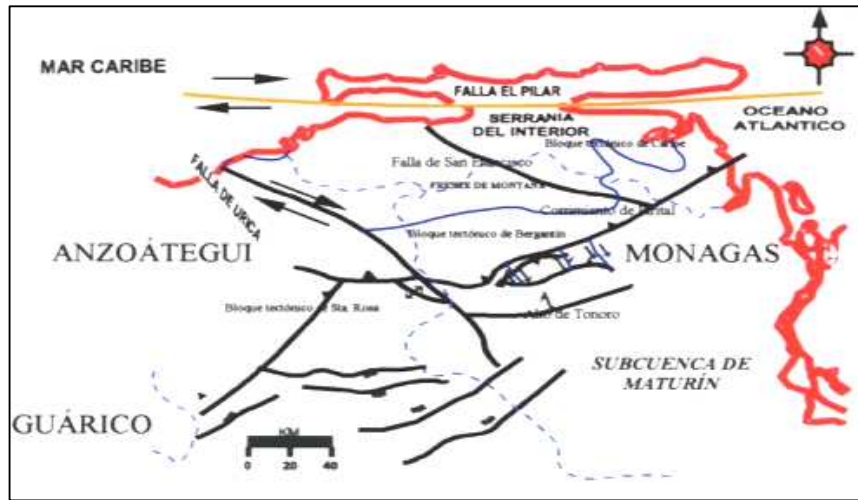 MAR CARIBE
FALLA EL PILAR
SERRANIA
DEL INTERIOR
OCEANO
ATLANTICO
Bloque tectónico de Caripe
Falla de San Francisco
FALLA DE URICA
FRENTE DE MONTAÑA
Corrimiento de Pirital
Bloque tectónico de Bergantín
ANZOÁTEGUI
MONAGAS
Bloque tectónico de Sta. Rosa
Alto de Tonoro
SUBCUENCA DE
MATURÍN
GUÁRICO
KM
0 20 40